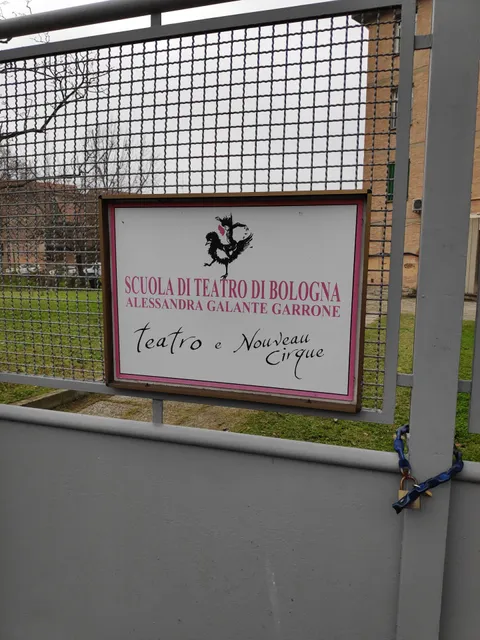 SCUOLA DI TEATRO DI BOLOGNA
ALESSANDRA GALANTE GARRONE
teatro e Nouveau
Cirque